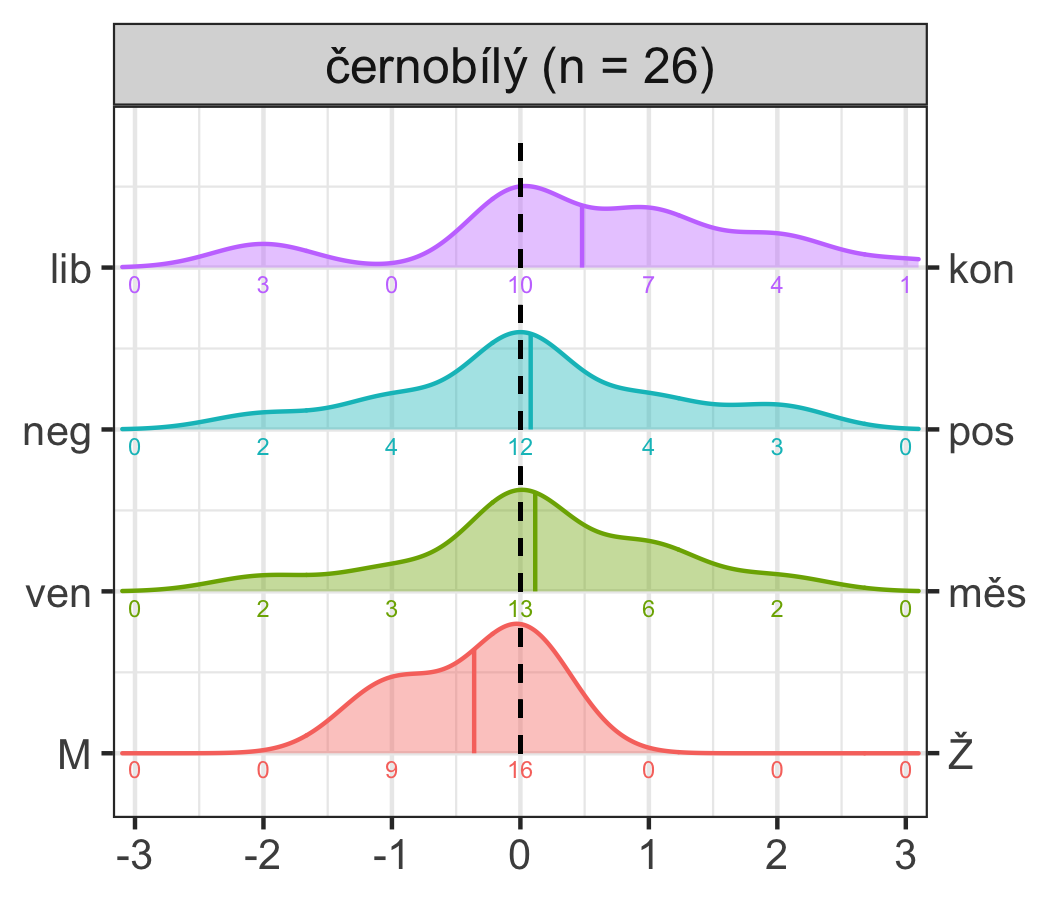 černobílý (n = 26)
lib kon
0 3 0 10 7 4 1
neg pos
0 2 4 12 4 3 0
ven měs
0 2 3 13 6 2 0
M Ž
0 0 9 16 0 0 0
-3 -2 -1 0 1 2 3